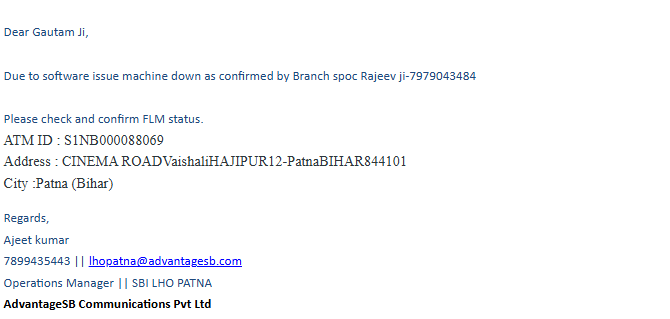 Dear Gautam Ji,
Due to software issue machine down as confirmed by Branch spoc Rajeev ji-7979043484
Please check and confirm FLM status.
ATM ID : S1NB000088069
Address : CINEMA ROADVaishaliHAJIPUR12-PatnaBIHAR844101
City :Patna (Bihar)
Regards,
Ajeet kumar
7899435443 || lhopatna@advantagesb.com
Operations Manager || SBI LHO PATNA
AdvantageSB Communications Pvt Ltd